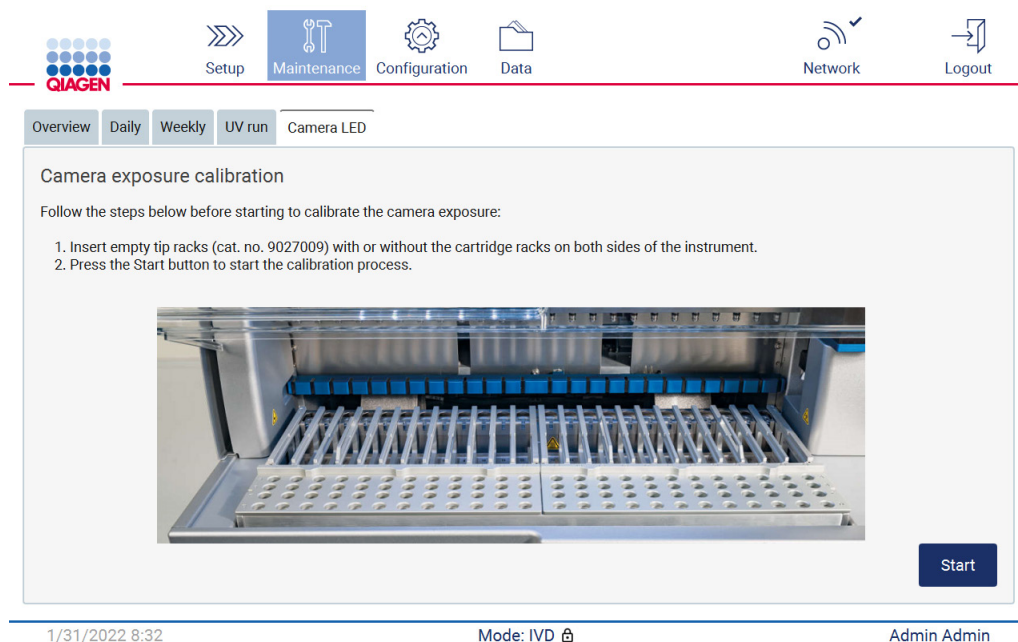 Setup
Maintenance
Configuration
Data
Network
Logout
QIAGEN
Overview
Daily
Weekly
UV run
Camera LED
Camera exposure calibration
Follow the steps below before starting to calibrate the camera exposure:
1. Insert empty tip racks (cat. no. 9027009) with or without the cartridge racks on both sides of the instrument.
2. Press the Start button to start the calibration process.
Start
1/31/2022 8:32
Mode: IVD
Admin Admin